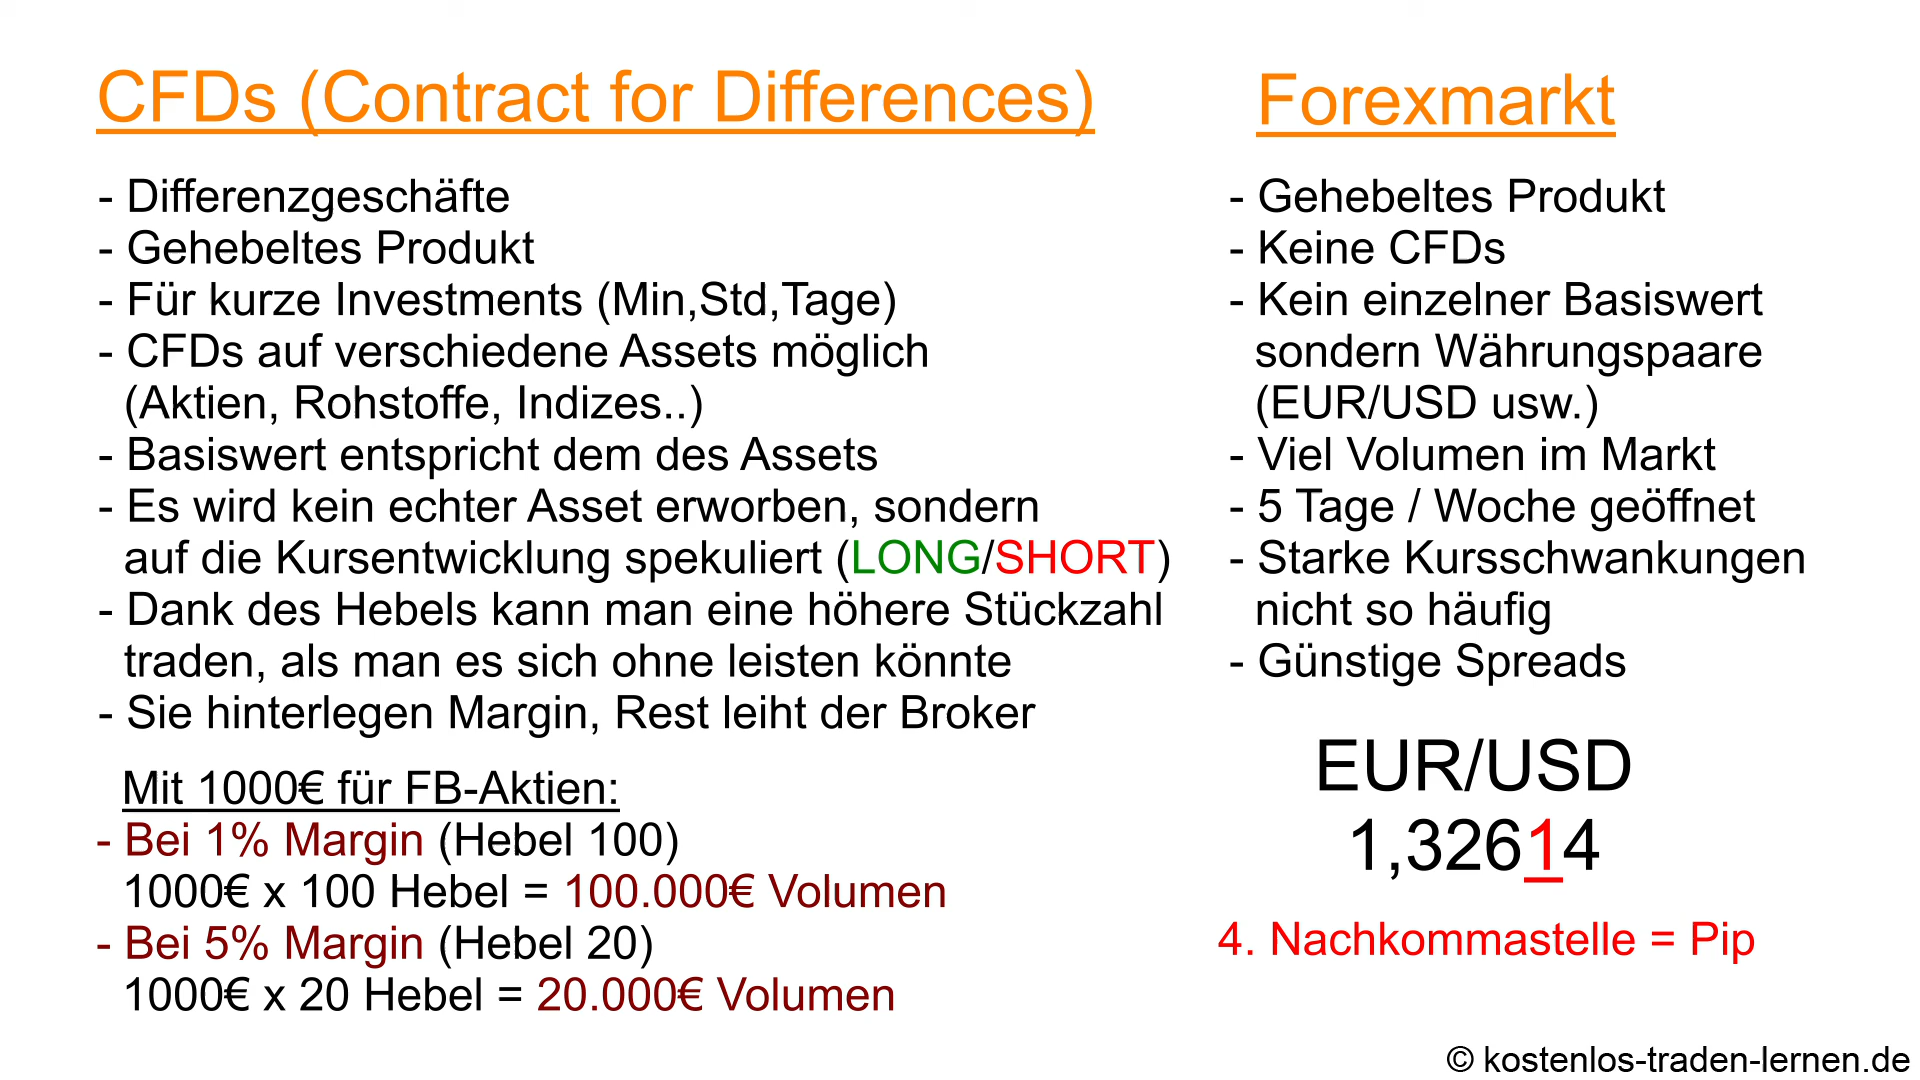 CFDs (Contract for Differences)
- Differenzgeschäfte
- Gehebeltes Produkt
- Für kurze Investments (Min,Std,Tage)
- CFDs auf verschiedene Assets möglich
(Aktien, Rohstoffe, Indizes..)
- Basiswert entspricht dem des Assets
- Es wird kein echter Asset erworben, sondern
auf die Kursentwicklung spekuliert (LONG/SHORT)
- Dank des Hebels kann man eine höhere Stückzahl
traden, als man es sich ohne leisten könnte
- Sie hinterlegen Margin, Rest leiht der Broker
Mit 1000€ für FB-Aktien:
- Bei 1% Margin (Hebel 100)
1000€ x 100 Hebel = 100.000€ Volumen
- Bei 5% Margin (Hebel 20)
1000€ x 20 Hebel = 20.000€ Volumen
Forexmarkt
- Gehebeltes Produkt
- Keine CFDs
- Kein einzelner Basiswert
sondern Währungspaare
(EUR/USD usw.)
- Viel Volumen im Markt
- 5 Tage / Woche geöffnet
- Starke Kursschwankungen
nicht so häufig
- Günstige Spreads
EUR/USD
1,32614
4. Nachkommastelle = Pip
© kostenlos-traden-lernen.de